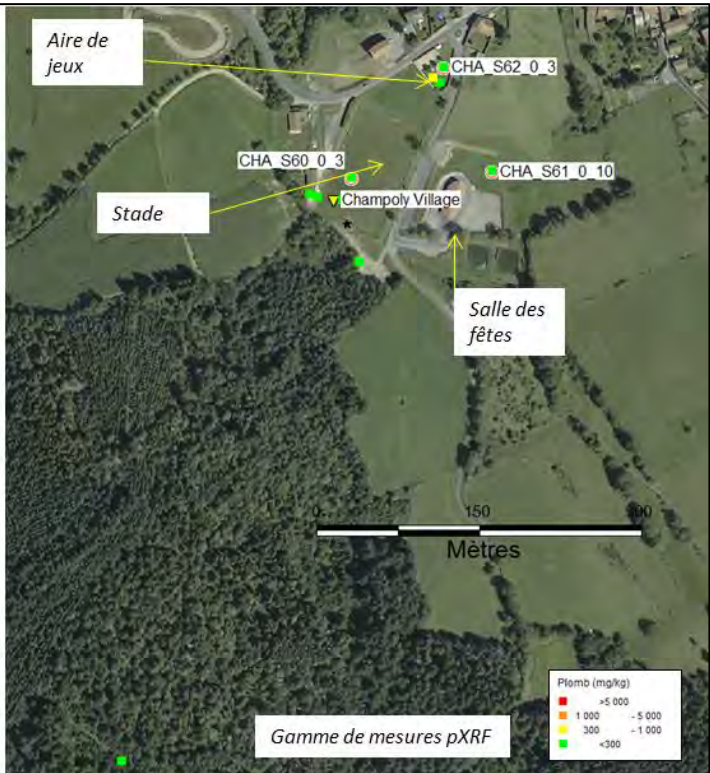 Aire de
jeux
CHA_S62_0_3
CHA_S60_0_3
CHA_S61_0_10
Stade
Champoly Village
Salle des
fêtes
0 150
Mètres
Plomb (mg/kg)
>5 000
1 000 - 5 000
300 - 1 000
<300
Gamme de mesures pXRF